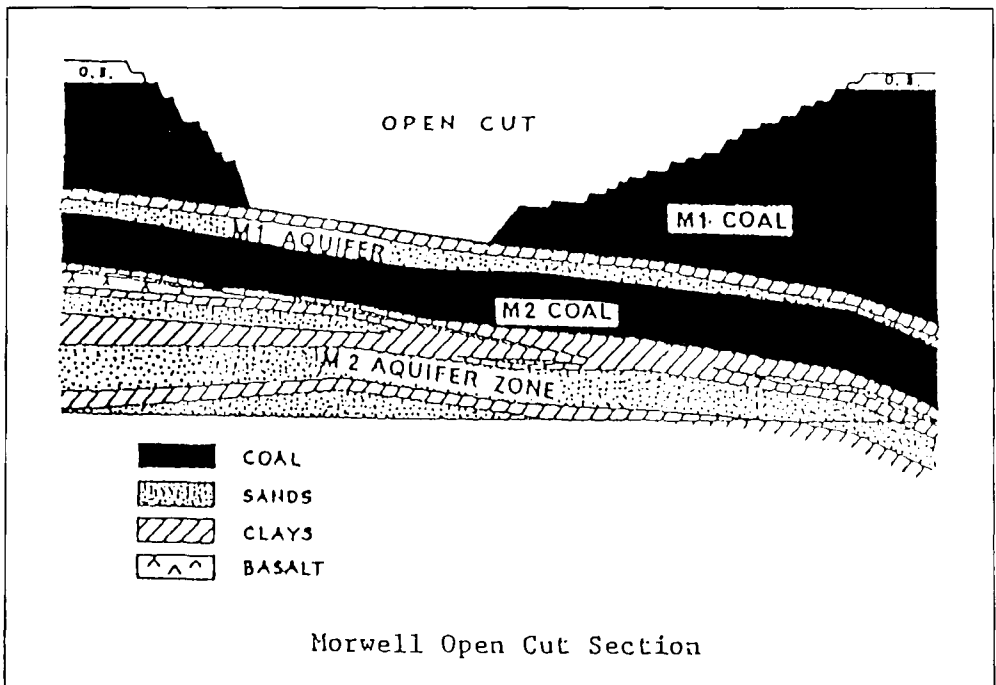 O.B.
O.B.
OPEN CUT
M1 COAL
M1 AQUIFER
M2 COAL
M2 AQUIFER ZONE
COAL
SANDS
CLAYS
BASALT
Morwell Open Cut Section